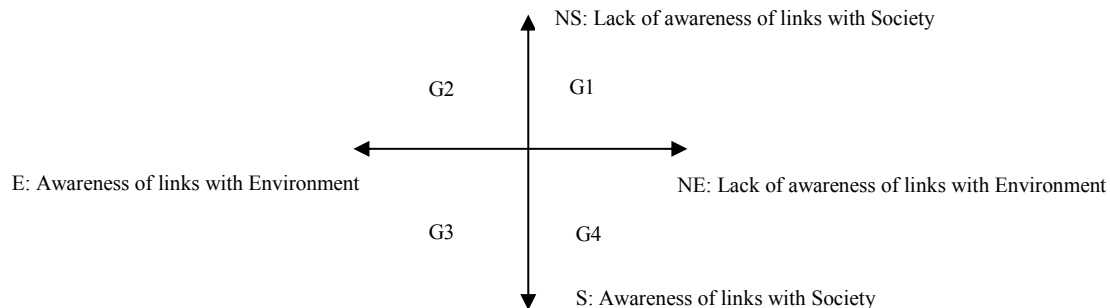 NS: Lack of awareness of links with Society
G2 G1
E: Awareness of links with Environment
NE: Lack of awareness of links with Environment
G3 G4
S: Awareness of links with Society